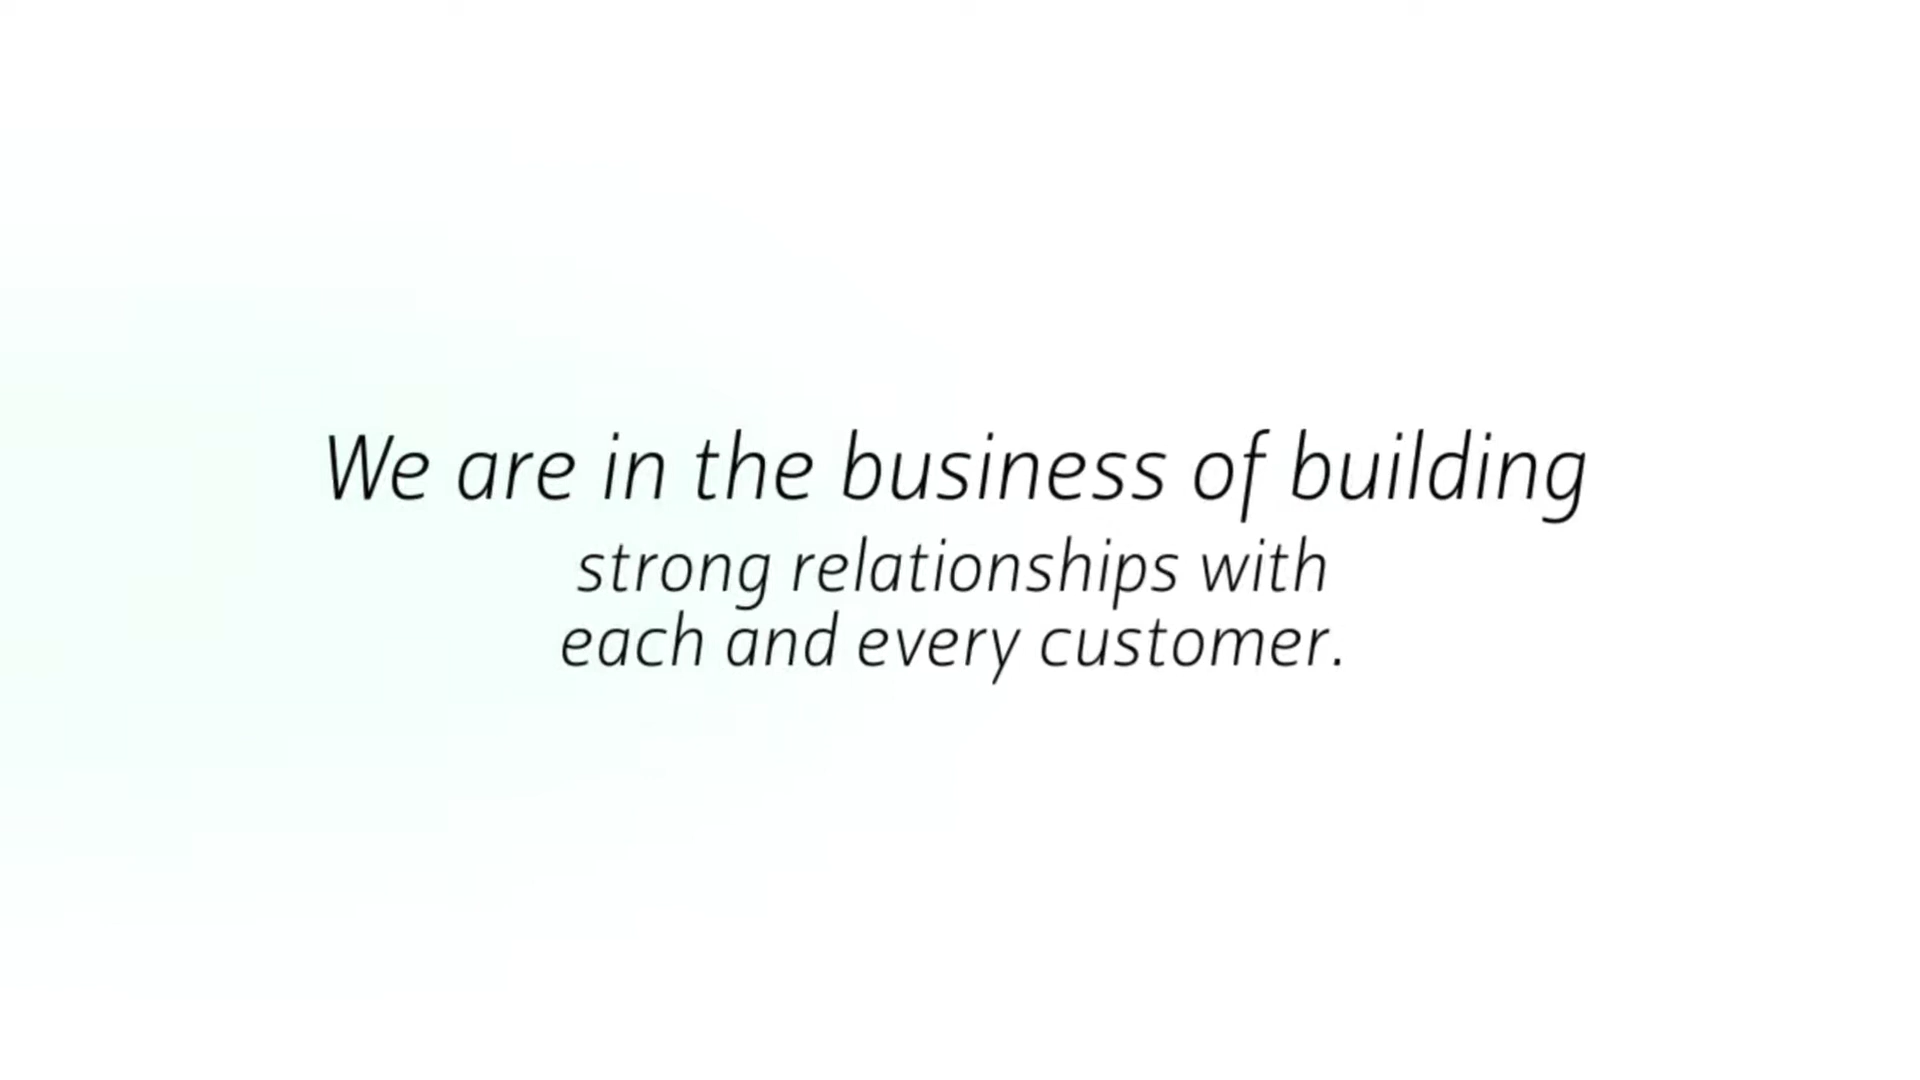 We are in the business of building
strong relationships with
each and every customer.